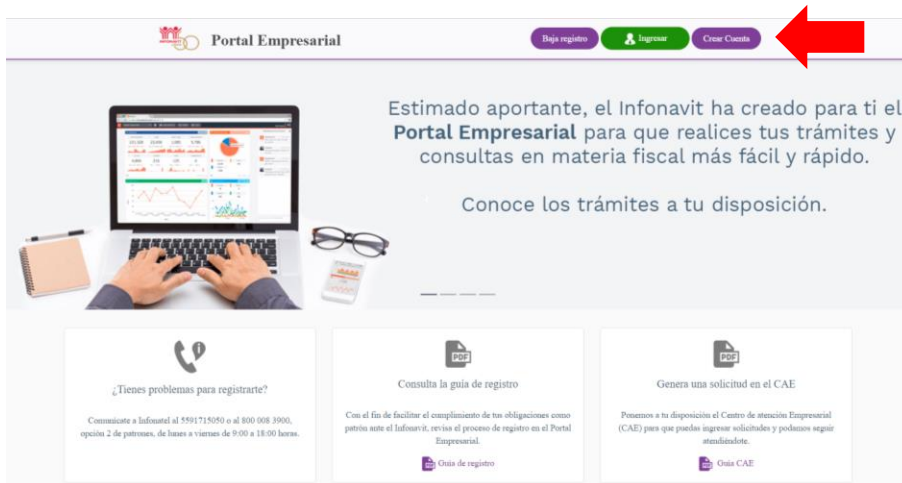 INFONAVIT
Portal Empresarial
Baja registro
Ingresar
Crear Cuenta
Estimado aportante, el Infonavit ha creado para ti el
Portal Empresarial para que realices tus trámites y
consultas en materia fiscal más fácil y rápido.
Conoce los trámites a tu disposición.
¿Tienes problemas para registrarte?
Comunícate a Infonatel al 5591715050 o al 800 008 3900,
opción 2 de patrones, de lunes a viernes de 9:00 a 18:00 horas.
PDF
Consulta la guía de registro
Con el fin de facilitar el cumplimiento de tus obligaciones como
patrón ante el Infonavit, revisa el proceso de registro en el Portal
Empresarial.
PDF Guía de registro
PDF
Genera una solicitud en el CAE
Ponemos a tu disposición el Centro de atención Empresarial
(CAE) para que puedas ingresar solicitudes y podamos seguir
atendiéndote.
PDF Guía CAE